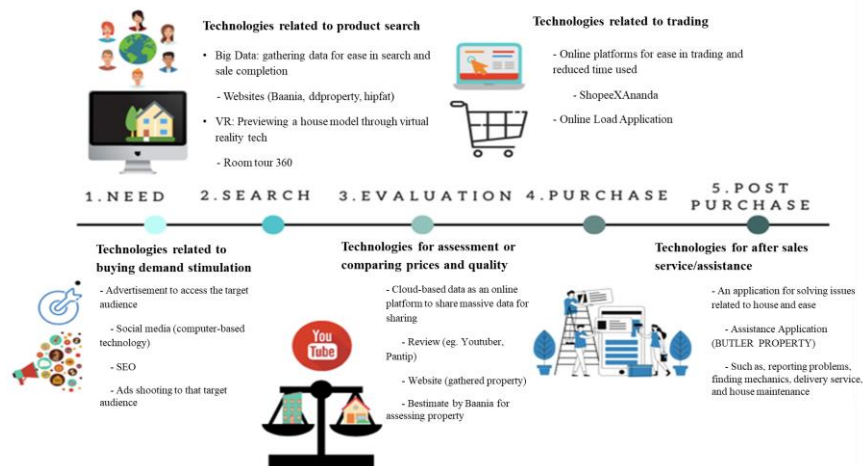 Technologies related to product search
• Big Data: gathering data for ease in search and
sale completion
- Websites (Baania, ddproperty, hipfat)
• VR: Previewing a house model through virtual
reality tech
- Room tour 360
Technologies related to trading
- Online platforms for ease in trading and
reduced time used
- ShopeeXAnanda
- Online Load Application
1.NEED
2.SEARCH
3.EVALUATION
4.PURCHASE
5.POST
PURCHASE
Technologies related to
buying demand stimulation
- Advertisement to access the target
audience
- Social media (computer-based
technology)
- SEO
- Ads shooting to that target
audience
You
Tube
Technologies for assessment or
comparing prices and quality
- Cloud-based data as an online
platform to share massive data for
sharing
- Review (eg. Youtuber,
Pantip)
- Website (gathered property)
- Bestimate by Baania for
assessing property
Technologies for after sales
service/assistance
- An application for solving issues
related to house and ease
- Assistance Application
(BUTLER PROPERTY)
- Such as, reporting problems,
finding mechanics, delivery service,
and house maintenance